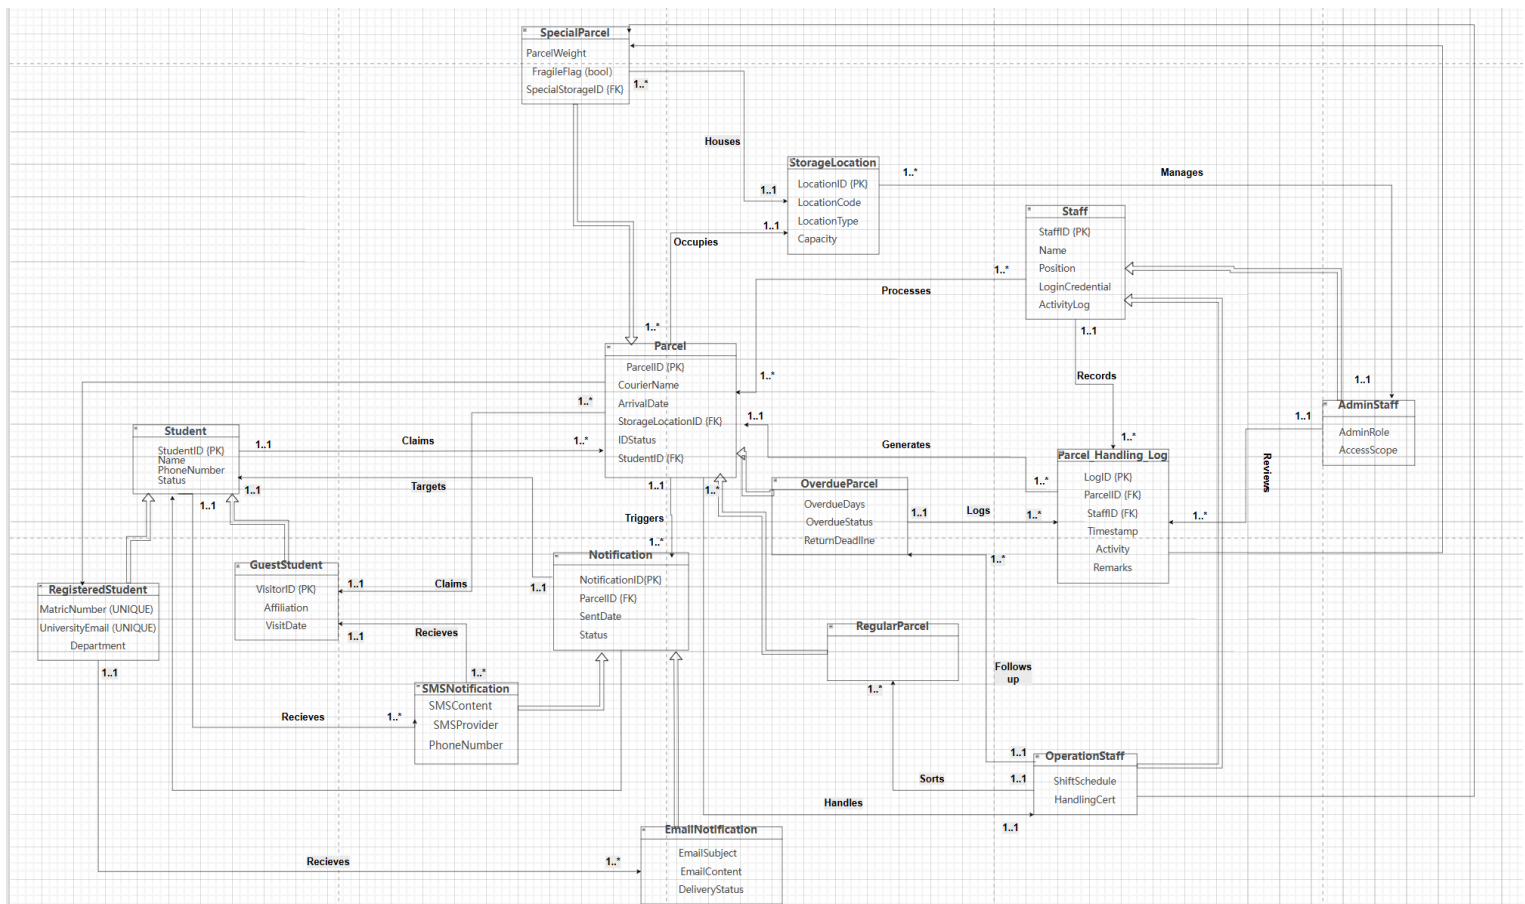 SpecialParcel
ParcelWeight
FragileFlag (bool)
SpecialStorageID {FK}
1..*
Houses
1..1
StorageLocation
LocationID {PK}
LocationCode
LocationType
Capacity
1..*
Manages
1..1
Occupies
1..1
Staff
StaffID {PK}
Name
Position
LoginCredential
ActivityLog
1..*
Processes
1..*
1..1
Records
1..*
1..*
Parcel
ParcelID {PK}
CourierName
ArrivalDate
StorageLocationID {FK}
IDStatus
StudentID {FK}
1..*
1..1
1..1
1..*
AdminStaff
AdminRole
AccessScope
1..1
Reviews
1..*
Student
StudentID {PK}
Name
PhoneNumber
Status
1..1
Claims
1..*
Targets
1..1
1..1
Generates
1..*
Parcel_Handling_Log
LogID {PK}
ParcelID {FK}
StaffID {FK}
Timestamp
Activity
Remarks
OverdueParcel
OverdueDays
OverdueStatus
ReturnDeadline
1..1
Logs
1..*
1..*
Triggers
1..*
Notification
NotificationID{PK}
ParcelID {FK}
SentDate
Status
1..1
GuestStudent
VisitorID {PK}
Affiliation
VisitDate
1..1
Claims
1..1
Recieves
1..*
RegisteredStudent
MatricNumber (UNIQUE)
UniversityEmail (UNIQUE)
Department
1..1
RegularParcel
1..*
Follows
up
SMSNotification
SMSContent
SMSProvider
PhoneNumber
Recieves
1..*
1..1
OperationStaff
ShiftSchedule
HandlingCert
Sorts
1..1
Handles
1..1
EmailNotification
EmailSubject
EmailContent
DeliveryStatus
Recieves
1..*